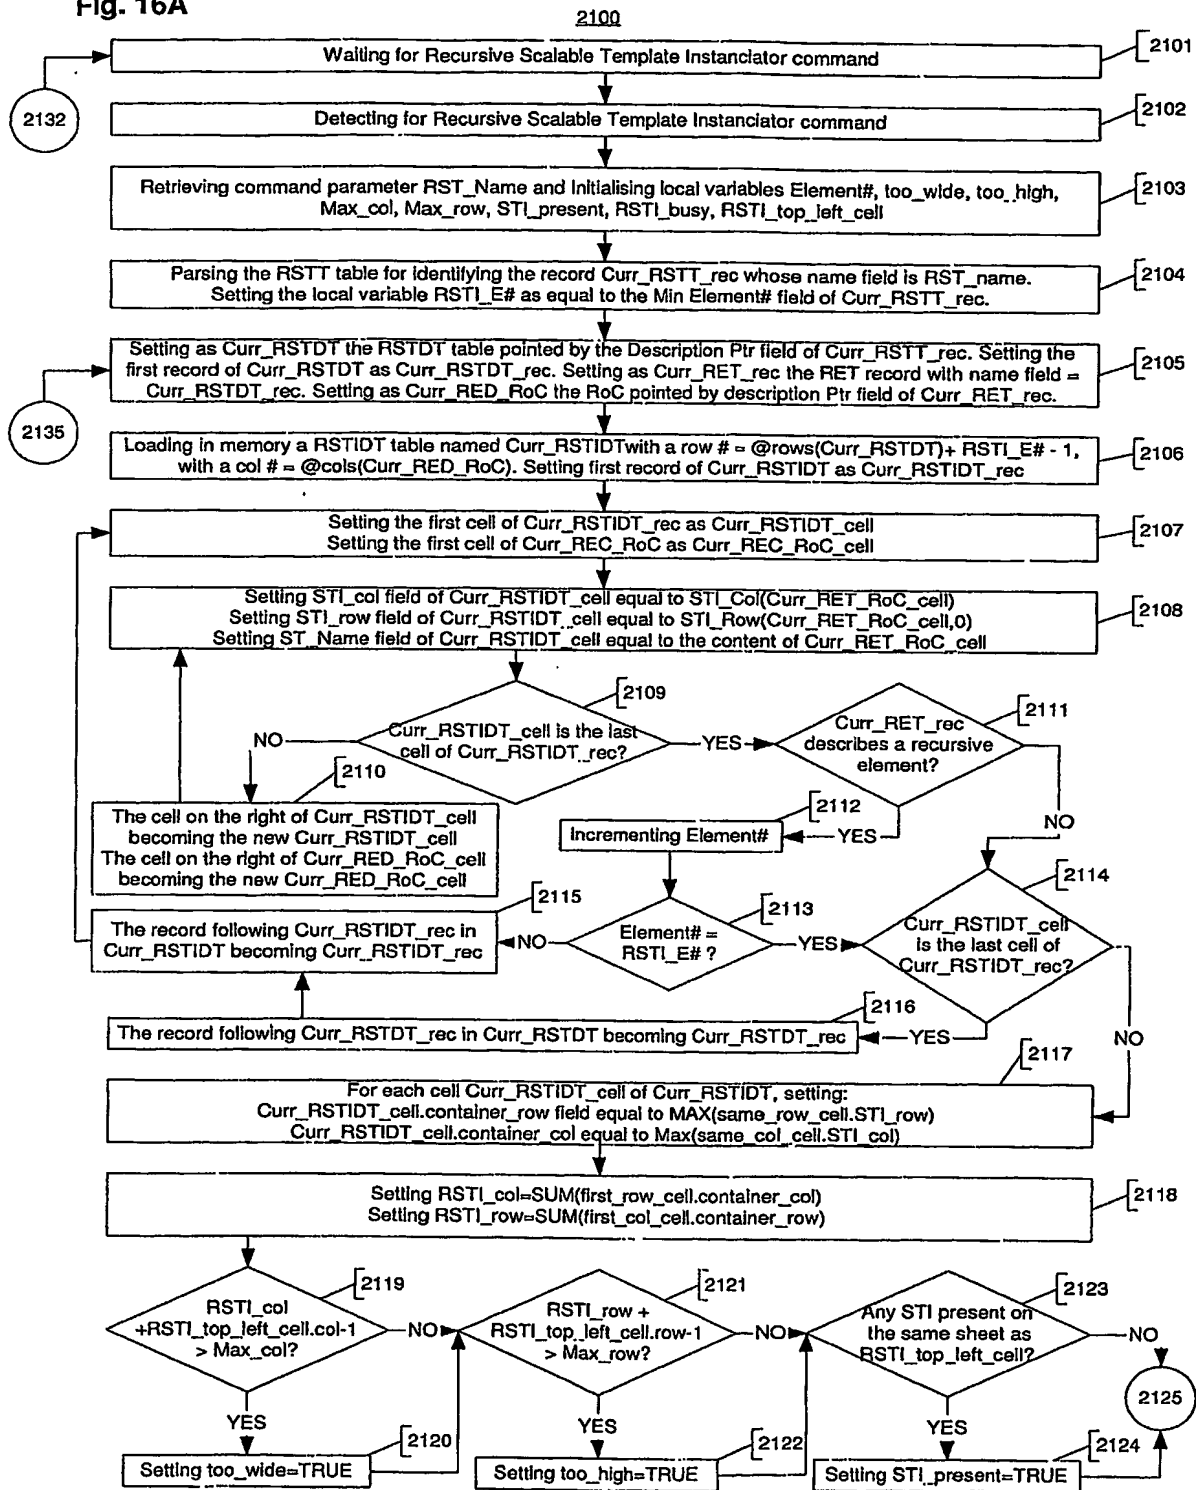 Fig. 16A
2100
Waiting for Recursive Scalable Template Instanciator command
2101
2132
Detecting for Recursive Scalable Template Instanciator command
2102
Retrieving command parameter RST_Name and Initialising local variables Element#, too_wide, too_high,
Max_col, Max_row, STI_present, RSTI_busy, RSTI_top_left_cell
2103
Parsing the RSTT table for identifying the record Curr_RSTT_rec whose name field is RST_name.
Setting the local variable RSTI_E# as equal to the Min Element# field of Curr_RSTT_rec.
2104
Setting as Curr_RSTDT the RSTDT table pointed by the Description Ptr field of Curr_RSTT_rec. Setting the
first record of Curr_RSTDT as Curr_RSTDT_rec. Setting as Curr_RET_rec the RET record with name field =
Curr_RSTDT_rec. Setting as Curr_RED_RoC the RoC pointed by description Ptr field of Curr_RET_rec.
2105
2135
Loading in memory a RSTIDT table named Curr_RSTIDTwith a row # = @rows(Curr_RSTDT)+ RSTI_E# - 1,
with a col # = @cols(Curr_RED_RoC). Setting first record of Curr_RSTIDT as Curr_RSTIDT_rec
2106
Setting the first cell of Curr_RSTIDT_rec as Curr_RSTIDT_cell
Setting the first cell of Curr_REC_RoC as Curr_REC_RoC_cell
2107
Setting STI_col field of Curr_RSTIDT_cell equal to STI_Col(Curr_RET_RoC_cell)
Setting STI_row field of Curr_RSTIDT_cell equal to STI_Row(Curr_RET_RoC_cell,0)
Setting ST_Name field of Curr_RSTIDT_cell equal to the content of Curr_RET_RoC_cell
2108
2109
Curr_RSTIDT_cell is the last
cell of Curr_RSTIDT_rec?
NO
YES
2111
Curr_RET_rec
describes a recursive
element?
NO
YES
2110
The cell on the right of Curr_RSTIDT_cell
becoming the new Curr_RSTIDT_cell
The cell on the right of Curr_RED_RoC_cell
becoming the new Curr_RED_RoC_cell
2112
Incrementing Element#
2115
The record following Curr_RSTIDT_rec in
Curr_RSTIDT becoming Curr_RSTIDT_rec
NO
2113
Element# =
RSTI_E# ?
YES
2114
Curr_RSTIDT_cell
is the last cell of
Curr_RSTIDT_rec?
2116
The record following Curr_RSTDT_rec in Curr_RSTDT becoming Curr_RSTDT_rec
YES
NO
2117
For each cell Curr_RSTIDT_cell of Curr_RSTIDT, setting:
Curr_RSTIDT_cell.container_row field equal to MAX(same_row_cell.STI_row)
Curr_RSTIDT_cell.container_col equal to Max(same_col_cell.STI_col)
Setting RSTI_col=SUM(first_row_cell.container_col)
Setting RSTI_row=SUM(first_col_cell.container_row)
2118
2119
RSTI_col
+RSTI_top_left_cell.col-1
> Max_col?
NO
2121
RSTI_row +
RSTI_top_left_cell.row-1
> Max_row?
NO
2123
Any STI present on
the same sheet as
RSTI_top_left_cell?
NO
2125
YES
YES
YES
2120
Setting too_wide=TRUE
2122
Setting too_high=TRUE
2124
Setting STI_present=TRUE